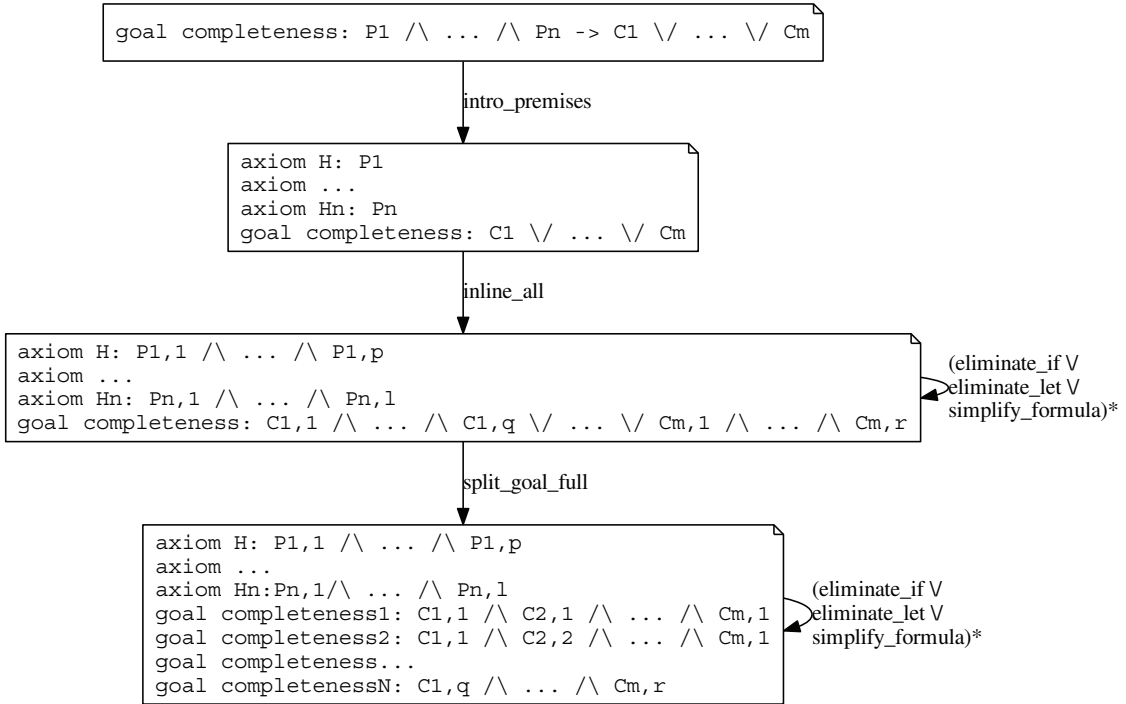 goal completeness: P1 /\ ... /\ Pn -> C1 \/ ... \/ Cm
intro_premises
axiom H: P1
axiom ...
axiom Hn: Pn
goal completeness: C1 \/ ... \/ Cm
inline_all
axiom H: P1,1 /\ ... /\ P1,p
axiom ...
axiom Hn: Pn,1 /\ ... /\ Pn,l
goal completeness: C1,1 /\ ... /\ C1,q \/ ... \/ Cm,1 /\ ... /\ Cm,r
(eliminate_if \/
eliminate_let \/
simplify_formula)*
split_goal_full
axiom H: P1,1 /\ ... /\ P1,p
axiom ...
axiom Hn:Pn,1/\ ... /\ Pn,l
goal completeness1: C1,1 /\ C2,1 /\ ... /\ Cm,1
goal completeness2: C1,1 /\ C2,2 /\ ... /\ Cm,1
goal completeness...
goal completenessN: C1,q /\ ... /\ Cm,r
(eliminate_if \/
eliminate_let \/
simplify_formula)*